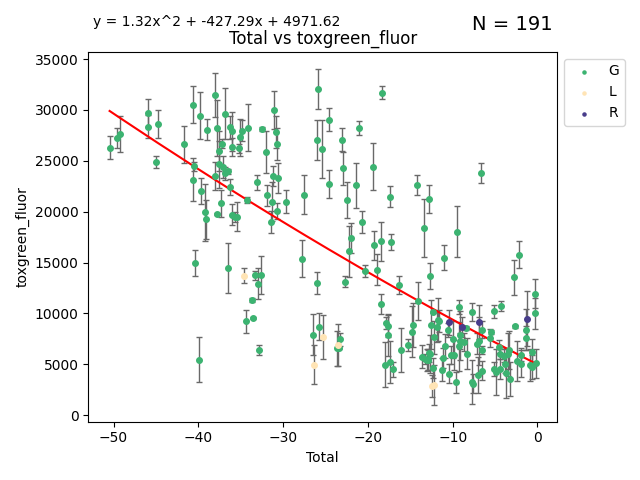 y = 1.32x^2 + -427.29x + 4971.62
N = 191
Total vs toxgreen_fluor
35000
30000
25000
20000
15000
10000
5000
0
toxgreen_fluor
−50 −40 −30 −20 −10 0
Total
G
L
R